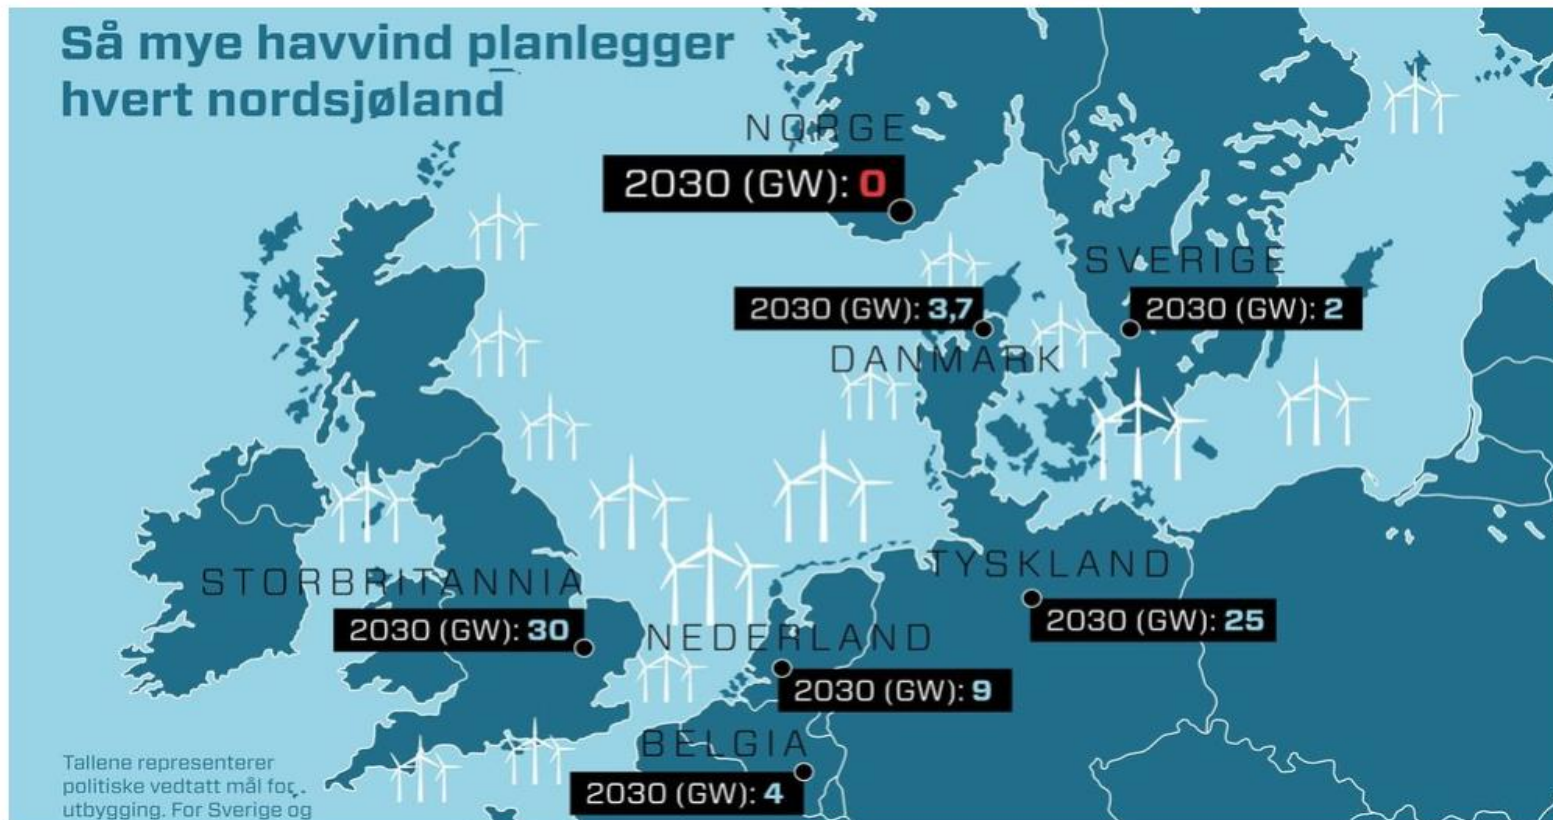 Så mye havvind planlegger
hvert nordsjøland
NORGE
2030 (GW): 0
SVERIGE
2030 (GW): 2
2030 (GW): 3,7
DANMARK
TYSKLAND
2030 (GW): 25
STORBRITANNIA
2030 (GW): 30
NEDERLAND
2030 (GW): 9
BELGIA
2030 (GW): 4
Tallene representerer
politiske vedtatt mål for
utbygging. For Sverige og